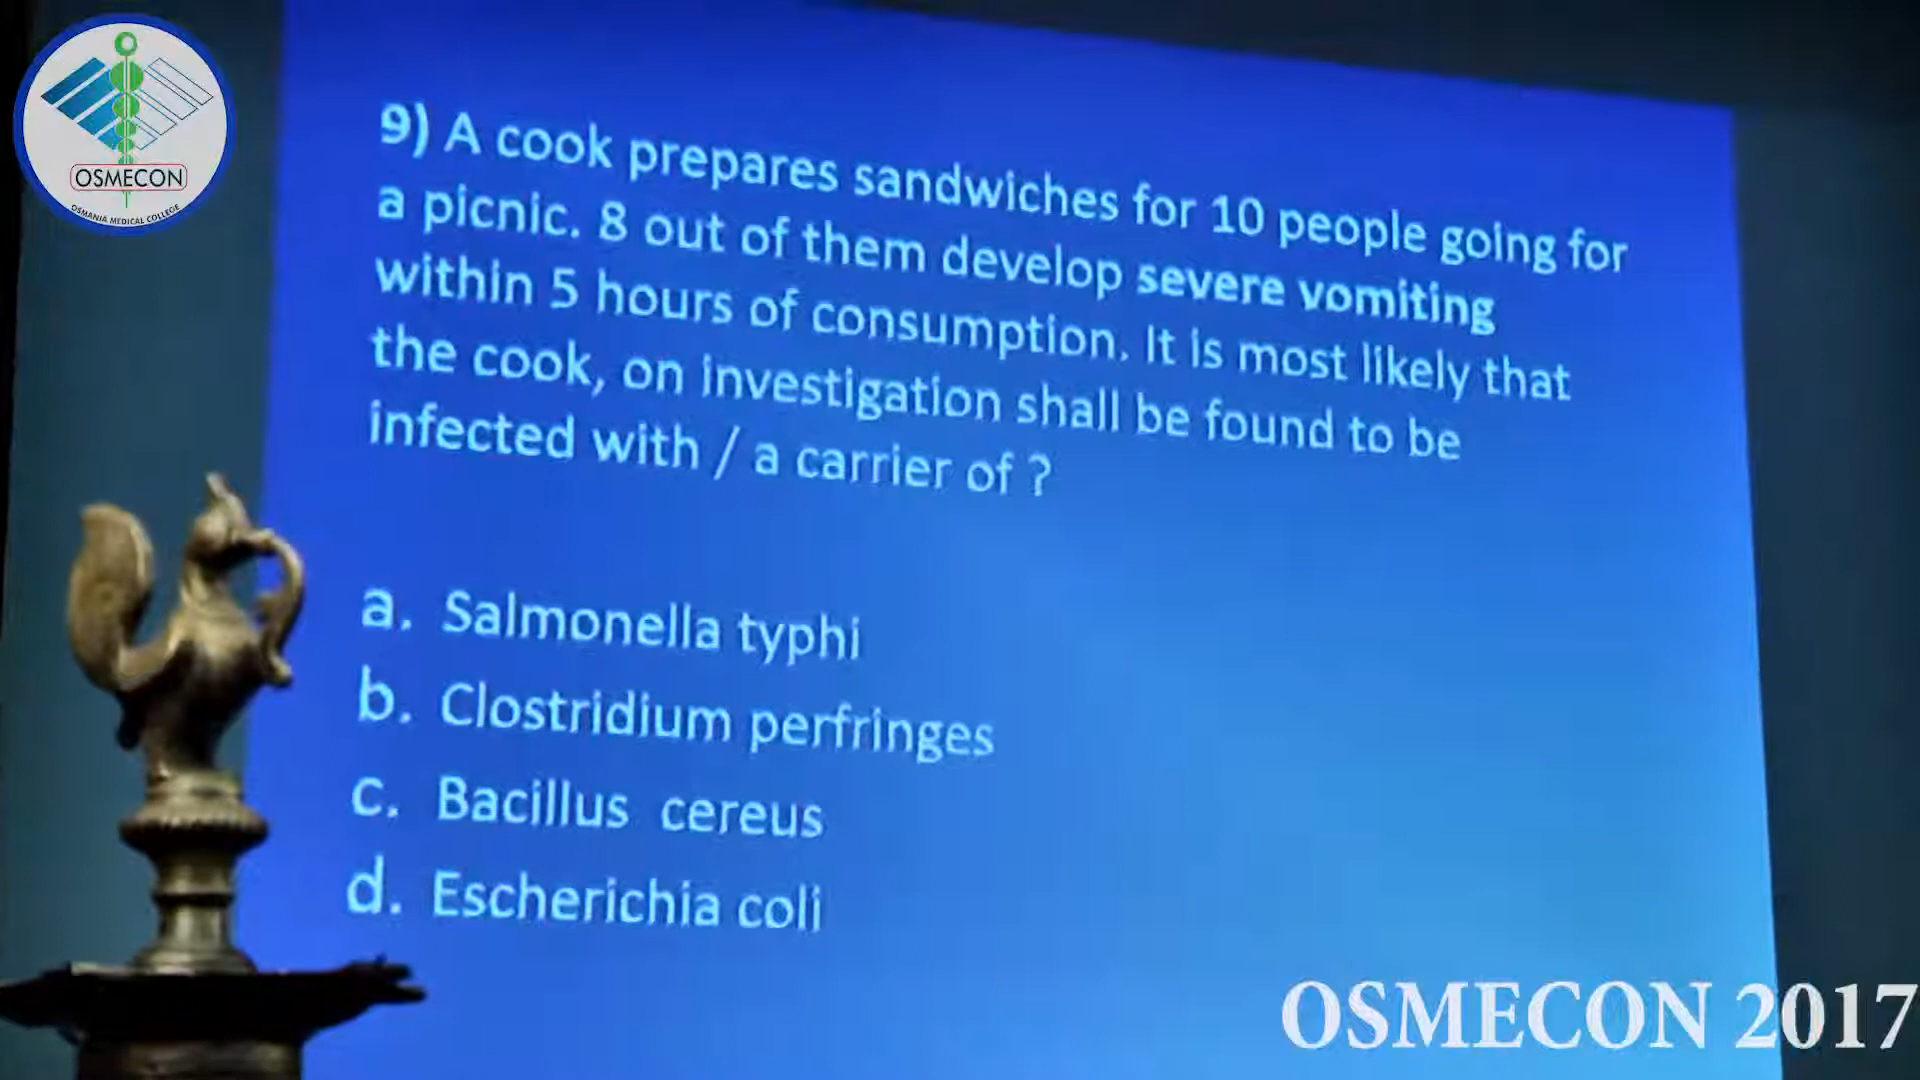 OSMECON
OSMANIA MEDICAL COLLEGE
9) A cook prepares sandwiches for 10 people going for
a picnic. 8 out of them develop severe vomiting
within 5 hours of consumption. It is most likely that
the cook, on investigation shall be found to be
infected with / a carrier of ?
a. Salmonella typhi
b. Clostridium perfringes
c. Bacillus cereus
d. Escherichia coli
OSMECON 2017